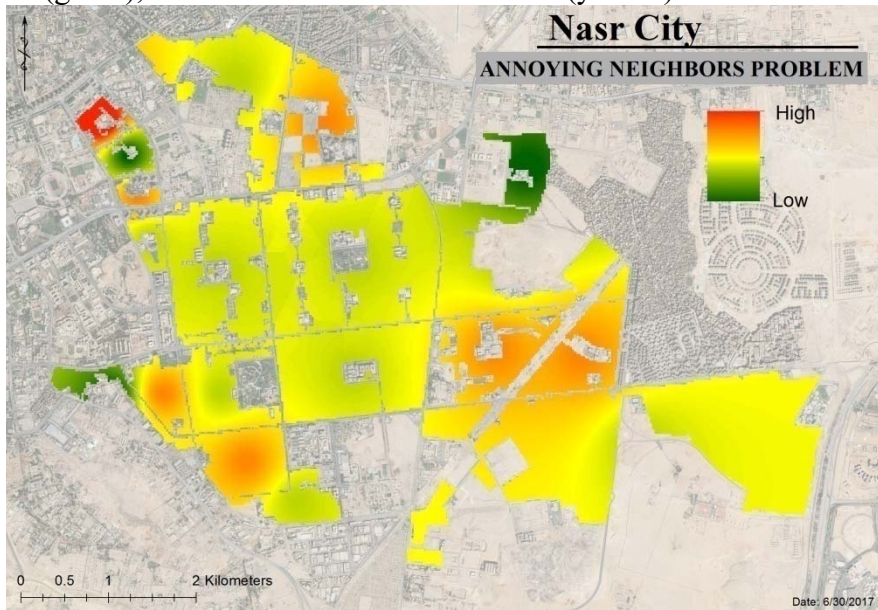 Nasr City
ANNOYING NEIGHBORS PROBLEM
High
Low
0 0.5 1 2 Kilometers
Date: 6/30/2017